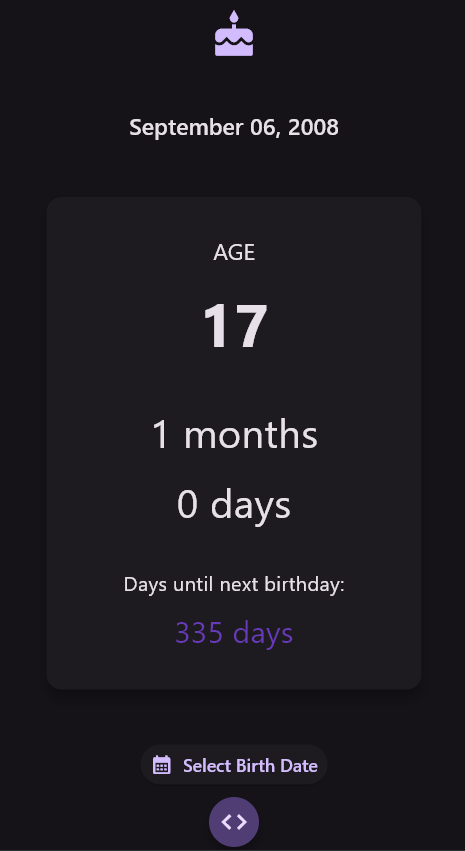 September 06, 2008
AGE
17
1 months
0 days
Days until next birthday:
335 days
Select Birth Date